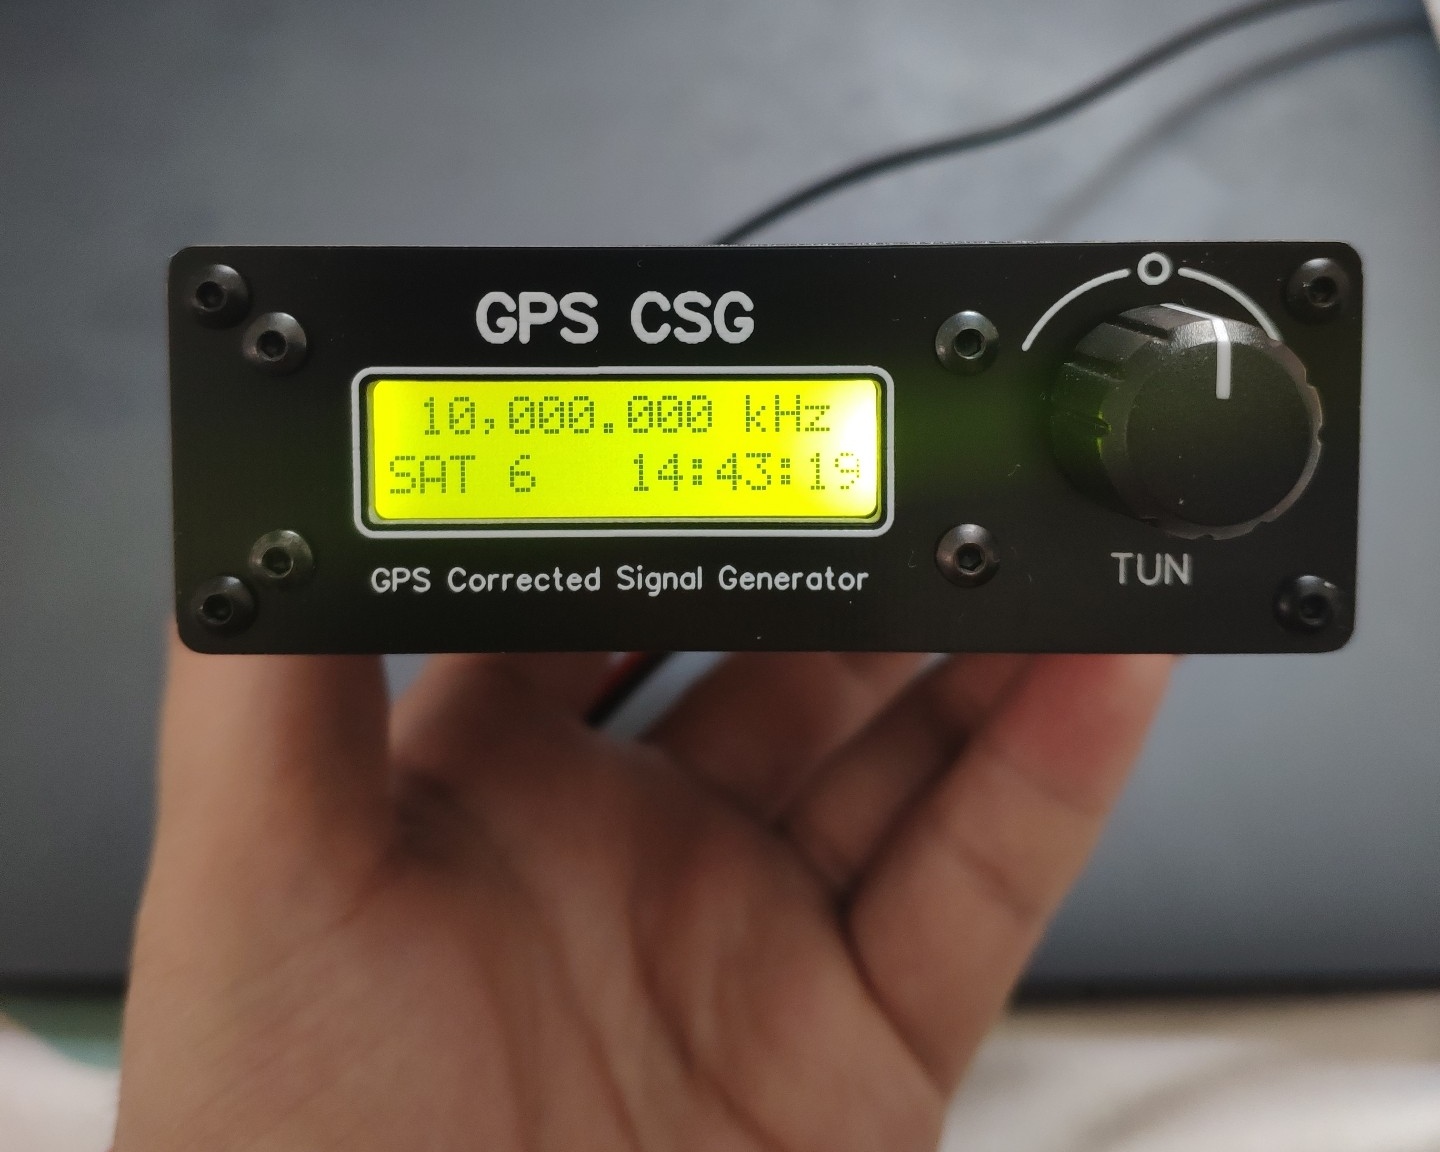 GPS CSG
10,000.000 kHz
SAT 6 14:43:19
GPS Corrected Signal Generator
TUN